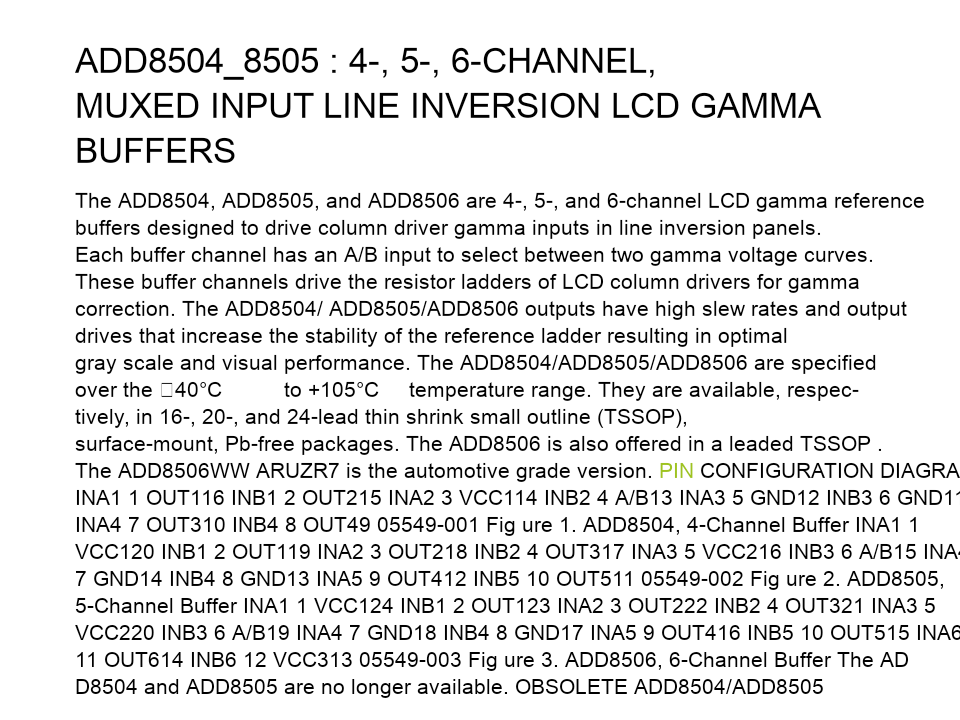 ADD8504_8505 : 4-, 5-, 6-CHANNEL,
MUXED INPUT LINE INVERSION LCD GAMMA
BUFFERS
The ADD8504, ADD8505, and ADD8506 are 4-, 5-, and 6-channel LCD gamma reference
buffers designed to drive column driver gamma inputs in line inversion panels.
Each buffer channel has an A/B input to select between two gamma voltage curves.
These buffer channels drive the resistor ladders of LCD column drivers for gamma
correction. The ADD8504/ ADD8505/ADD8506 outputs have high slew rates and output
drives that increase the stability of the reference ladder resulting in optimal
gray scale and visual performance. The ADD8504/ADD8505/ADD8506 are specified
over the 40°C to +105°C temperature range. They are available, respec-
tively, in 16-, 20-, and 24-lead thin shrink small outline (TSSOP),
surface-mount, Pb-free packages. The ADD8506 is also offered in a leaded TSSOP .
The ADD8506WW ARUZR7 is the automotive grade version. PIN CONFIGURATION DIAGRA
INA1 1 OUT116 INB1 2 OUT215 INA2 3 VCC114 INB2 4 A/B13 INA3 5 GND12 INB3 6 GND11
INA4 7 OUT310 INB4 8 OUT49 05549-001 Fig ure 1. ADD8504, 4-Channel Buffer INA1 1
VCC120 INB1 2 OUT119 INA2 3 OUT218 INB2 4 OUT317 INA3 5 VCC216 INB3 6 A/B15 INA4
7 GND14 INB4 8 GND13 INA5 9 OUT412 INB5 10 OUT511 05549-002 Fig ure 2. ADD8505,
5-Channel Buffer INA1 1 VCC124 INB1 2 OUT123 INA2 3 OUT222 INB2 4 OUT321 INA3 5
VCC220 INB3 6 A/B19 INA4 7 GND18 INB4 8 GND17 INA5 9 OUT416 INB5 10 OUT515 INA6
11 OUT614 INB6 12 VCC313 05549-003 Fig ure 3. ADD8506, 6-Channel Buffer The AD
D8504 and ADD8505 are no longer available. OBSOLETE ADD8504/ADD8505